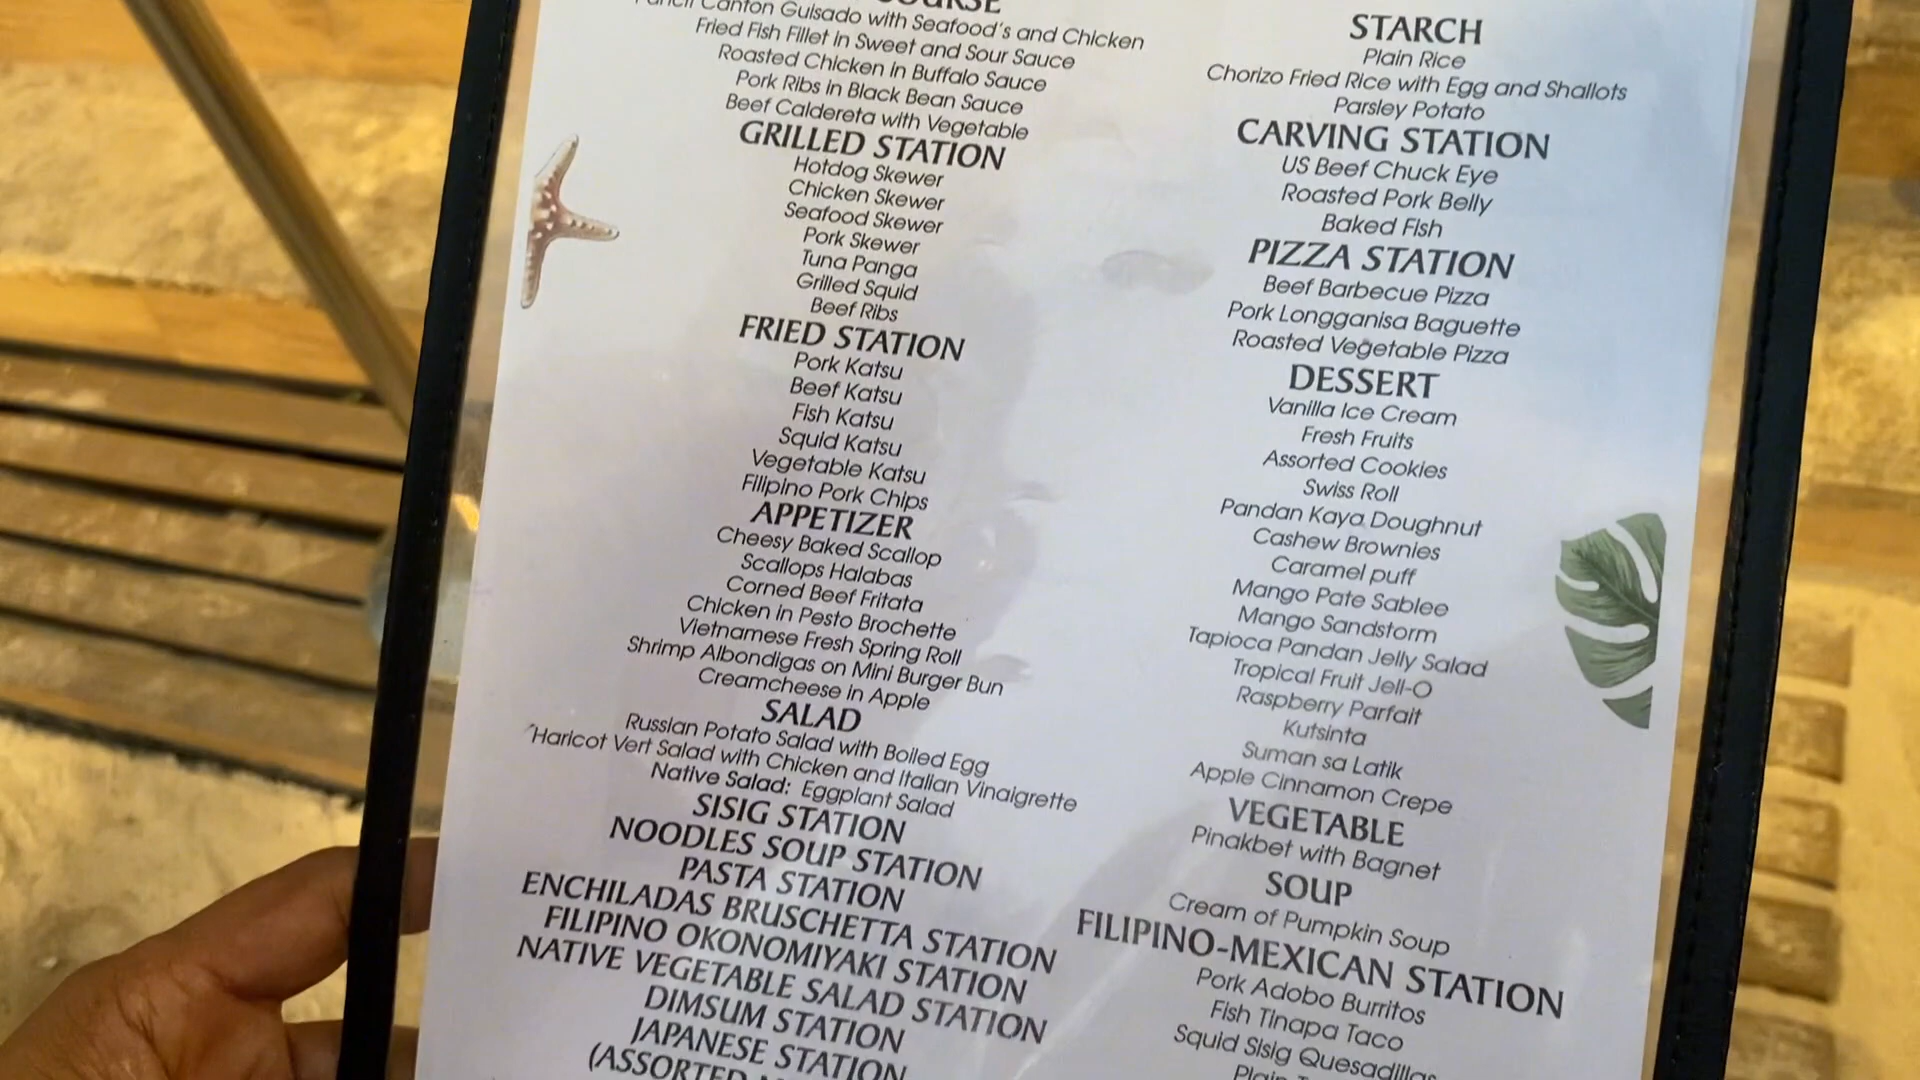 COURSE
Pancit Canton Guisado with Seafood's and Chicken
Fried Fish Fillet in Sweet and Sour Sauce
Roasted Chicken in Buffalo Sauce
Pork Ribs in Black Bean Sauce
Beef Caldereta with Vegetable
GRILLED STATION
Hotdog Skewer
Chicken Skewer
Seafood Skewer
Pork Skewer
Tuna Panga
Grilled Squid
Beef Ribs
FRIED STATION
Pork Katsu
Beef Katsu
Fish Katsu
Squid Katsu
Vegetable Katsu
Filipino Pork Chips
APPETIZER
Cheesy Baked Scallop
Scallops Halabas
Corned Beef Fritata
Chicken in Pesto Brochette
Vietnamese Fresh Spring Roll
Shrimp Albondigas on Mini Burger Bun
Creamcheese in Apple
SALAD
Russian Potato Salad with Boiled Egg
Haricot Vert Salad with Chicken and Italian Vinaigrette
Native Salad: Eggplant Salad
SISIG STATION
NOODLES SOUP STATION
PASTA STATION
ENCHILADAS BRUSCHETTA STATION
FILIPINO OKONOMIYAKI STATION
NATIVE VEGETABLE SALAD STATION
DIMSUM STATION
JAPANESE STATION
(ASSORTED
STARCH
Plain Rice
Chorizo Fried Rice with Egg and Shallots
Parsley Potato
CARVING STATION
US Beef Chuck Eye
Roasted Pork Belly
Baked Fish
PIZZA STATION
Beef Barbecue Pizza
Pork Longganisa Baguette
Roasted Vegetable Pizza
DESSERT
Vanilla Ice Cream
Fresh Fruits
Assorted Cookies
Swiss Roll
Pandan Kaya Doughnut
Cashew Brownies
Caramel puff
Mango Pate Sablee
Mango Sandstorm
Tapioca Pandan Jelly Salad
Tropical Fruit Jell-O
Raspberry Parfait
Kutsinta
Suman sa Latik
Apple Cinnamon Crepe
VEGETABLE
Pinakbet with Bagnet
SOUP
Cream of Pumpkin Soup
FILIPINO-MEXICAN STATION
Pork Adobo Burritos
Fish Tinapa Taco
Squid Sisig Quesadillas
Plain